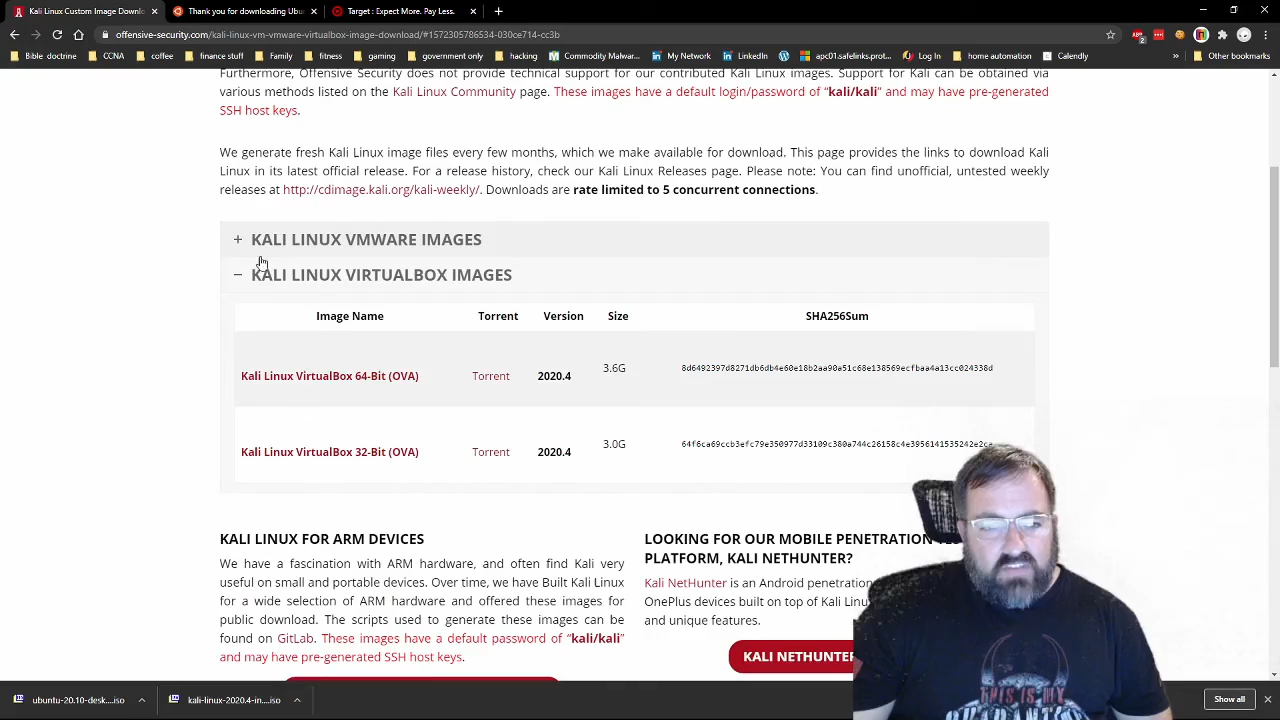 Kali Linux Custom Image Downl
Thank you for downloading Ubu
Target : Expect More. Pay Less.
offensive-security.com/kali-linux-vm-vmware-virtualbox-image-download/#1572305786534-030ce714-cc3b
Bible doctrine
coffee
finance stuff
Family
fitness
gaming
government only
hacking
Commodity Malwar...
My Network
LinkedIn
apc01.safelinks.pro...
Log In
home automation
Calendly
Furthermore, Offensive Security does not provide technical support for our contributed Kali Linux images. Support for Kali can be obtained via
various methods listed on the Kali Linux Community page. These images have a default login/password of "kali/kali" and may have pre-generated
SSH host keys.
We generate fresh Kali Linux image files every few months, which we make available for download. This page provides the links to download Kali
Linux in its latest official release. For a release history, check our Kali Linux Releases page. Please note: You can find unofficial, untested weekly
releases at http://cdimage.kali.org/kali-weekly/. Downloads are rate limited to 5 concurrent connections.
+ KALI LINUX VMWARE IMAGES
− KALI LINUX VIRTUALBOX IMAGES
Image Name Torrent Version Size SHA256Sum
Kali Linux VirtualBox 64-Bit (OVA) Torrent 2020.4 3.6G 8d6492397d8271db6db4e60e18b2aa90a51c68e138569ecfbaa4a13cc024338d
Kali Linux VirtualBox 32-Bit (OVA) Torrent 2020.4 3.0G
KALI LINUX FOR ARM DEVICES
We have a fascination with ARM hardware, and often find Kali very
useful on small and portable devices. Over time, we have Built Kali Linux
for a wide selection of ARM hardware and offered these images for
public download. The scripts used to generate these images can be
found on GitLab. These images have a default password of "kali/kali"
and may have pre-generated SSH host keys.
LOOKING FOR OUR MOBILE PENETRATION
PLATFORM, KALI NETHUNTER?
Kali NetHunter is an Android penetration
OnePlus devices built on top of Kali Linu
and unique features.
KALI NETHUNTER
THIS IS MY
ubuntu-20.10-desk....iso
kali-linux-2020.4-in....iso
Show all